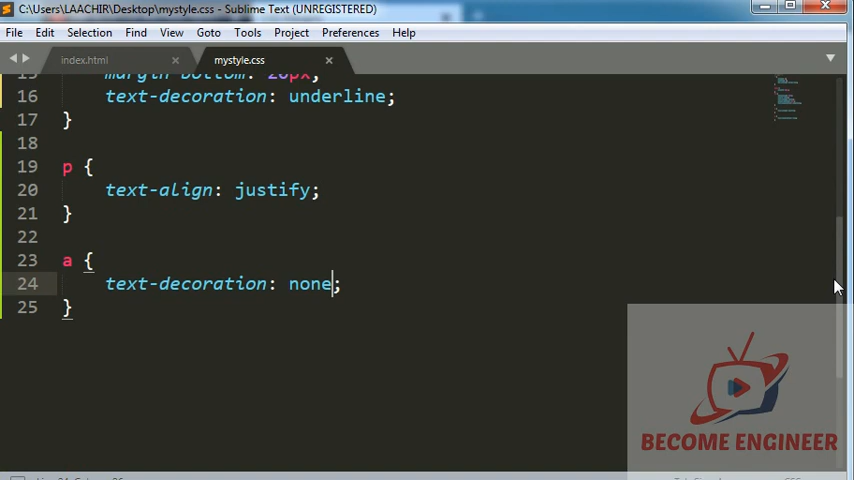 C:\Users\LAACHIR\Desktop\mystyle.css - Sublime Text (UNREGISTERED)
File Edit Selection Find View Goto Tools Project Preferences Help
index.html × mystyle.css ×
15 margin-bottom: 20px;
16 text-decoration: underline;
17 }
18
19 p {
20 text-align: justify;
21 }
22
23 a {
24 text-decoration: none;
25 }
BECOME ENGINEER